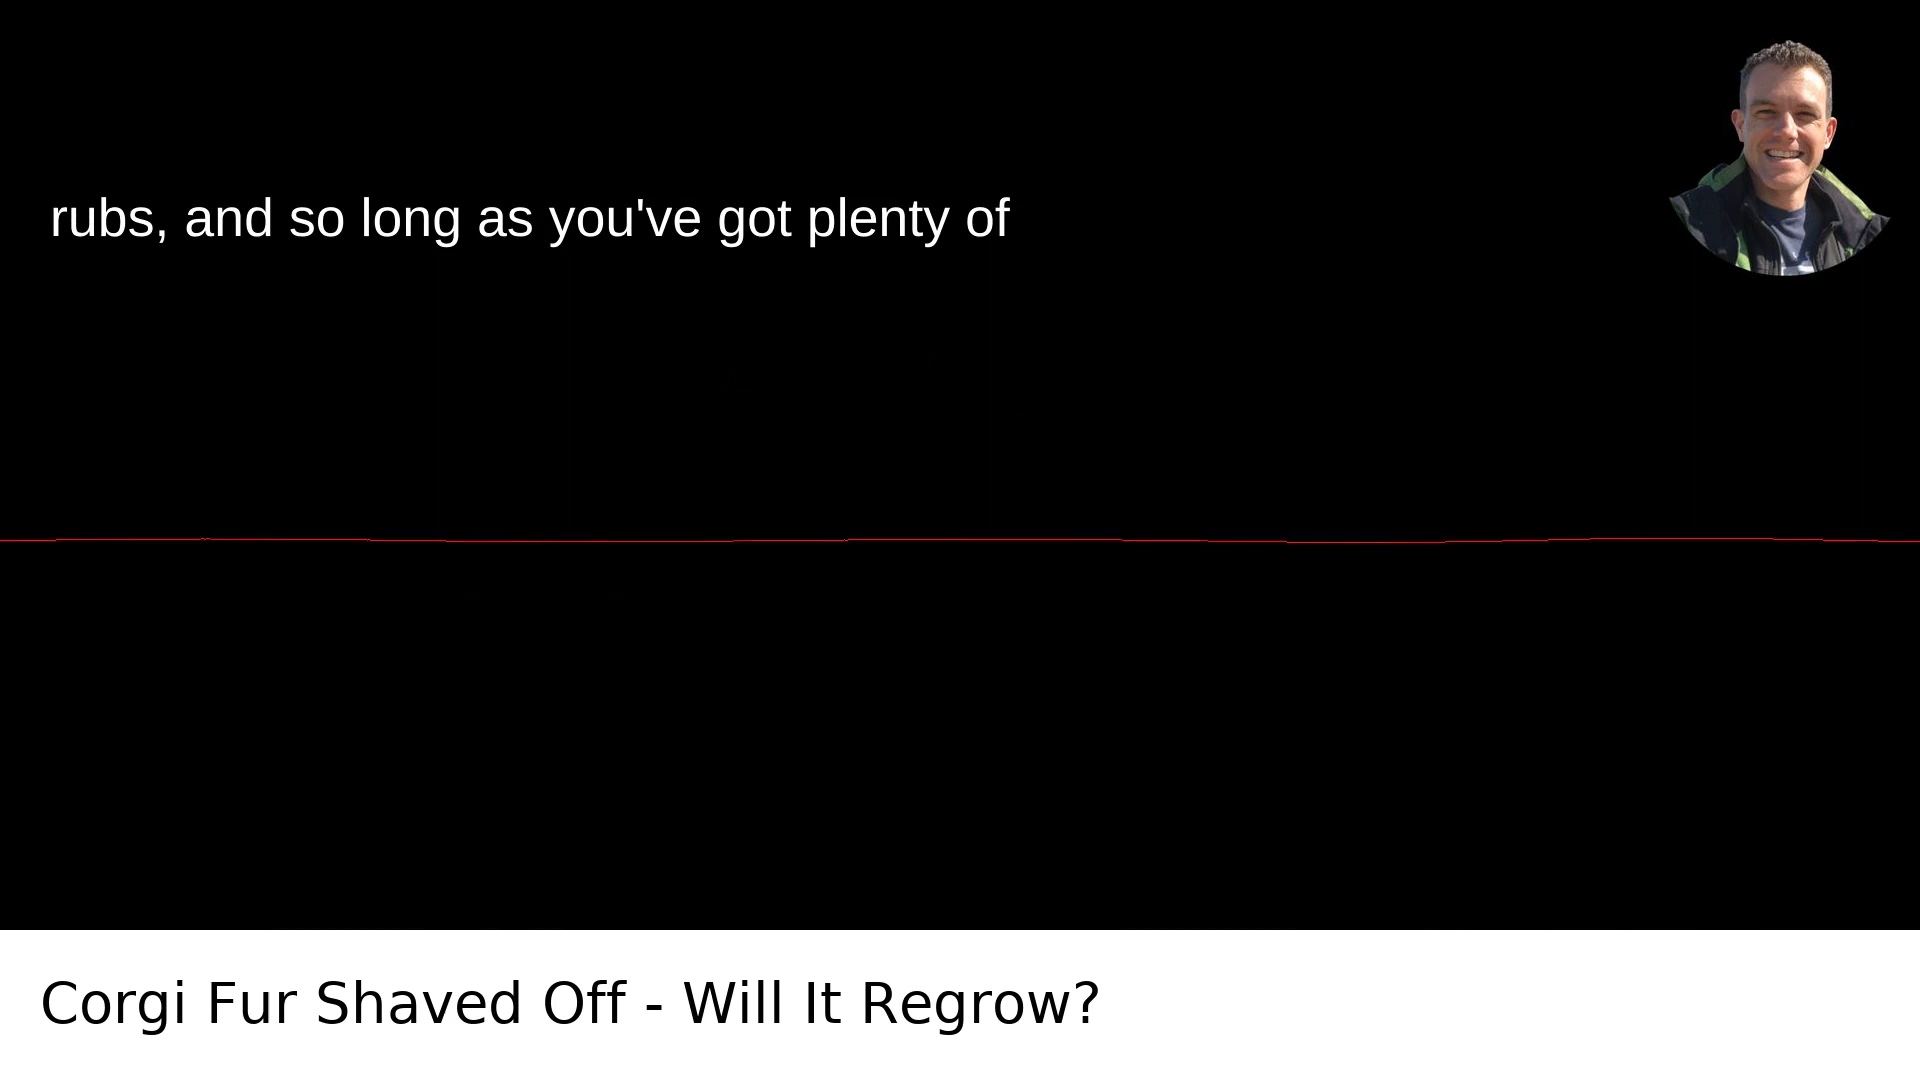 rubs, and so long as you've got plenty of
Corgi Fur Shaved Off - Will It Regrow?